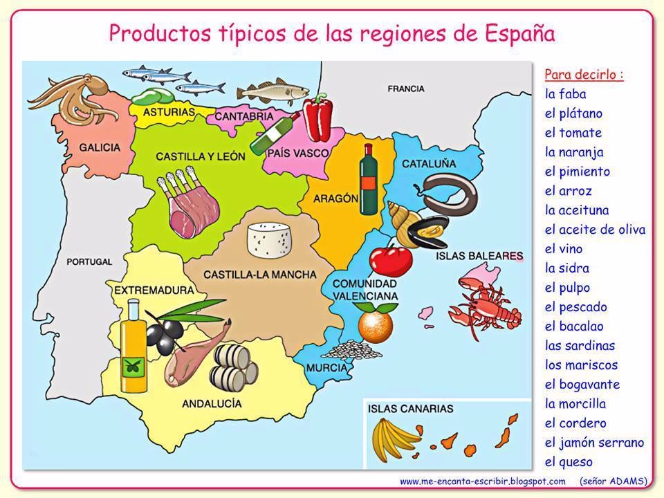 Productos típicos de las regiones de España
FRANCIA
ASTURIAS
CANTABRIA
GALICIA
CASTILLA Y LEÓN
PAÍS VASCO
CATALUÑA
ARAGÓN
PORTUGAL
ISLAS BALEARES
EXTREMADURA
CASTILLA-LA MANCHA
COMUNIDAD
VALENCIANA
MURCIA
ANDALUCÍA
ISLAS CANARIAS
Para decirlo :
la faba
el plátano
el tomate
la naranja
el pimiento
el arroz
la aceituna
el aceite de oliva
el vino
la sidra
el pulpo
el pescado
el bacalao
las sardinas
los mariscos
el bogavante
la morcilla
el cordero
el jamón serrano
el queso
www.me-encanta-escribir.blogspot.com (señor ADAMS)